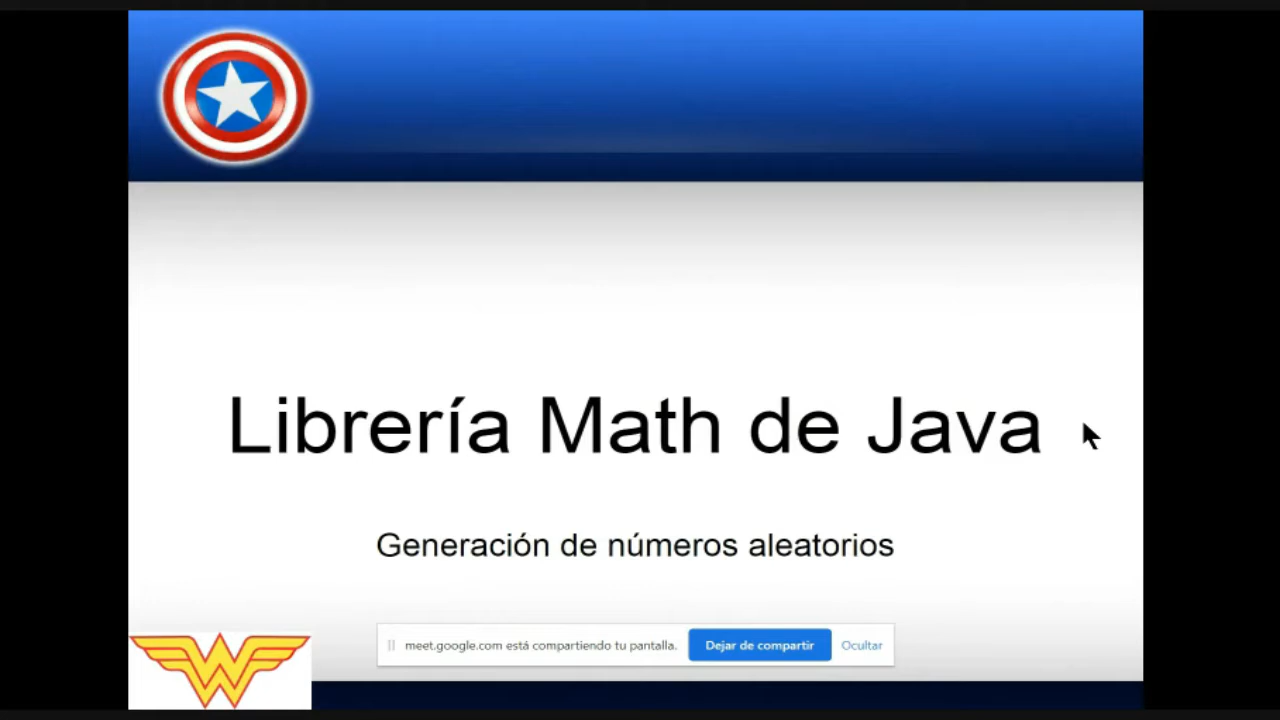 Librería Math de Java
Generación de números aleatorios
meet.google.com está compartiendo tu pantalla. Dejar de compartir Ocultar